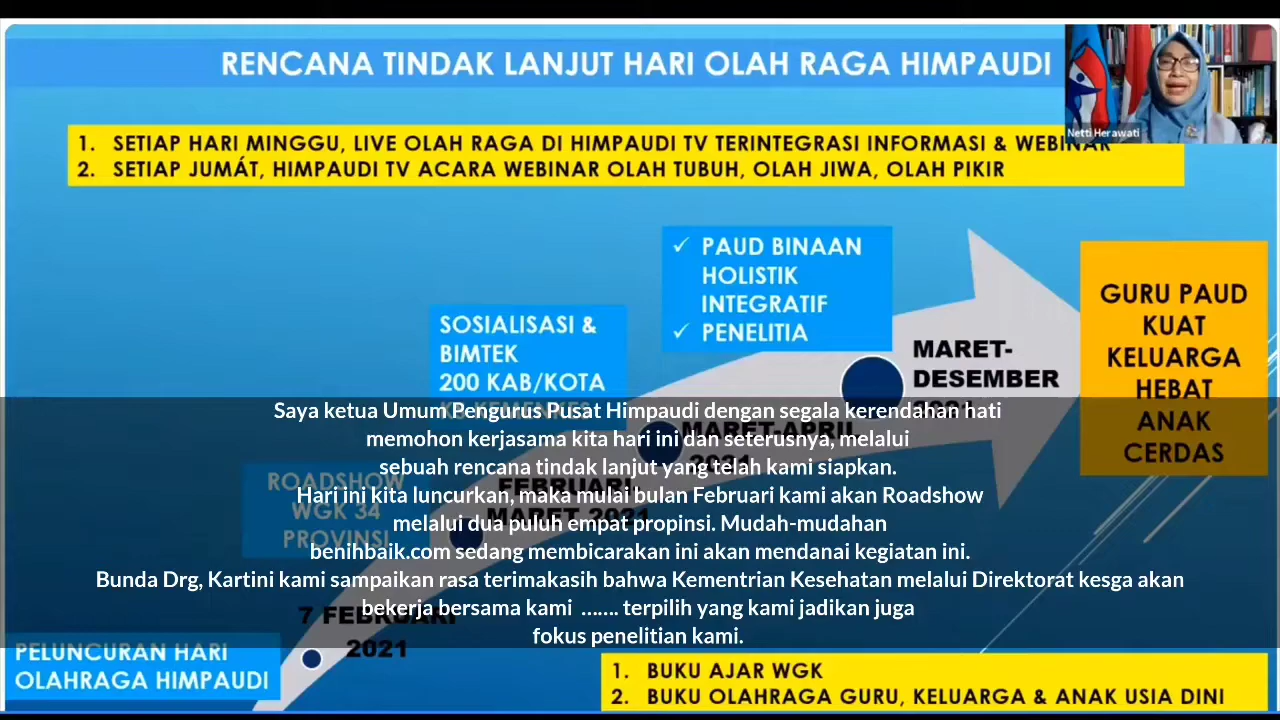 RENCANA TINDAK LANJUT HARI OLAH RAGA HIMPAUDI
Netti Herawati
1. SETIAP HARI MINGGU, LIVE OLAH RAGA DI HIMPAUDI TV TERINTEGRASI INFORMASI & WEBINAR
2. SETIAP JUMÁT, HIMPAUDI TV ACARA WEBINAR OLAH TUBUH, OLAH JIWA, OLAH PIKIR
✓ PAUD BINAAN
HOLISTIK
INTEGRATIF
✓ PENELITIA
GURU PAUD
KUAT
KELUARGA
HEBAT
ANAK
CERDAS
SOSIALISASI &
BIMTEK
200 KAB/KOTA
MARET-
DESEMBER
2021
MARET-APRIL
2021
ROADSHOW
WGK 34
PROVINSI
FEBRUARI
MARET 2021
7 FEBRUARI
2021
PELUNCURAN HARI
OLAHRAGA HIMPAUDI
Saya ketua Umum Pengurus Pusat Himpaudi dengan segala kerendahan hati
memohon kerjasama kita hari ini dan seterusnya, melalui
sebuah rencana tindak lanjut yang telah kami siapkan.
Hari ini kita luncurkan, maka mulai bulan Februari kami akan Roadshow
melalui dua puluh empat propinsi. Mudah-mudahan
benihbaik.com sedang membicarakan ini akan mendanai kegiatan ini.
Bunda Drg, Kartini kami sampaikan rasa terimakasih bahwa Kementrian Kesehatan melalui Direktorat kesga akan
bekerja bersama kami ....... terpilih yang kami jadikan juga
fokus penelitian kami.
1. BUKU AJAR WGK
2. BUKU OLAHRAGA GURU, KELUARGA & ANAK USIA DINI